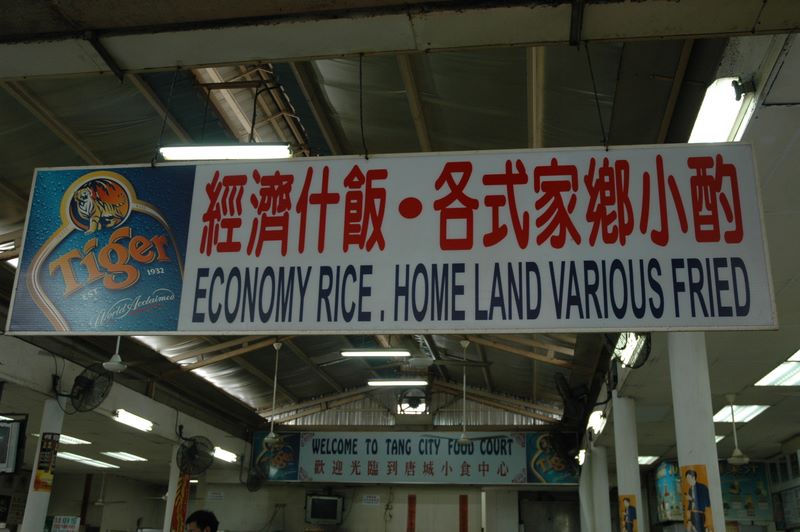 經濟什飯·各式家鄉小酌
ECONOMY RICE . HOME LAND VARIOUS FRIED
Tiger
EST 1932
World Acclaimed
WELCOME TO TANG CITY FOOD COURT
歡迎光臨到唐城小食中心